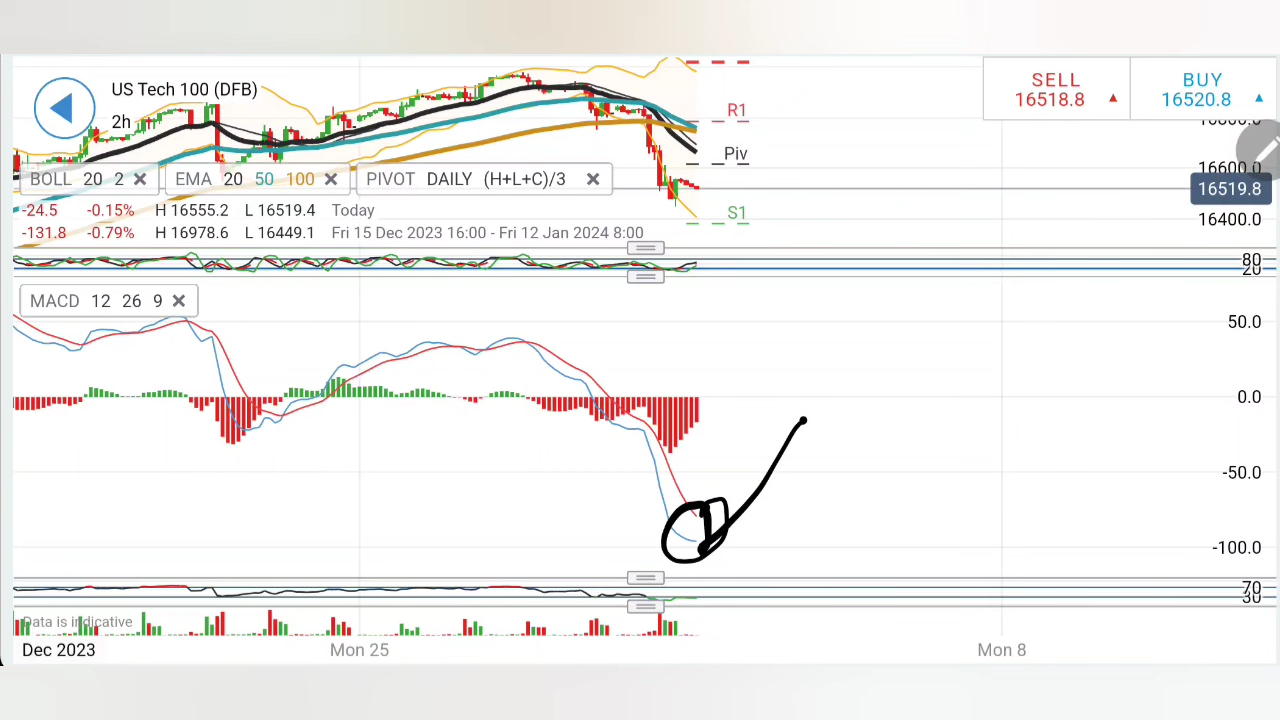 US Tech 100 (DFB)
2h
SELL
16518.8
BUY
16520.8
R1
Piv
S1
BOLL 20 2
EMA 20 50 100
PIVOT DAILY (H+L+C)/3
16600.0
16519.8
16400.0
-24.5 -0.15% H 16555.2 L 16519.4 Today
-131.8 -0.79% H 16978.6 L 16449.1 Fri 15 Dec 2023 16:00 - Fri 12 Jan 2024 8:00
80
20
MACD 12 26 9
50.0
0.0
-50.0
-100.0
70
30
Data is indicative
Dec 2023 Mon 25 Mon 8